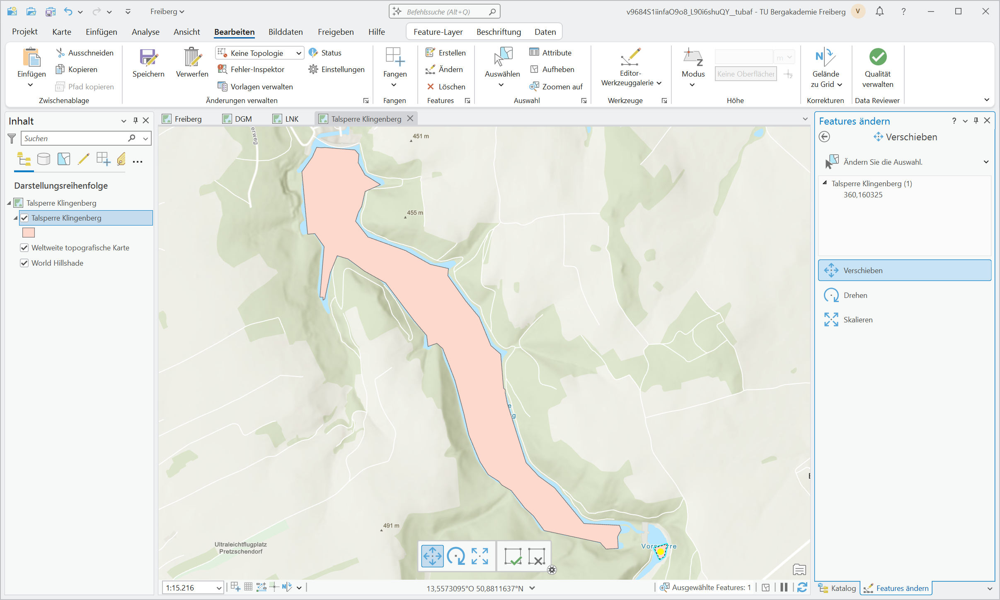 Freiberg
Befehlssuche (Alt+Q)
v9684S1iinfaO9o8_L90i6shuQY__tubaf - TU Bergakademie Freiberg
V
?
Projekt
Karte
Einfügen
Analyse
Ansicht
Bearbeiten
Bilddaten
Freigeben
Hilfe
Feature-Layer
Beschriftung
Daten
Einfügen
Ausschneiden
Kopieren
Pfad kopieren
Zwischenablage
Speichern
Verwerfen
Keine Topologie
Fehler-Inspektor
Vorlagen verwalten
Status
Einstellungen
Änderungen verwalten
Fangen
Fangen
Erstellen
Ändern
Löschen
Features
Auswählen
Attribute
Aufheben
Zoomen auf
Auswahl
Editor-
Werkzeuggalerie
Werkzeuge
Modus
m
Keine Oberflächer
Höhe
Gelände
zu Grid
Korrekturen
Qualität
verwalten
Data Reviewer
Inhalt
Suchen
Darstellungsreihenfolge
Talsperre Klingenberg
Talsperre Klingenberg
Weltweite topografische Karte
World Hillshade
Freiberg
DGM
LNK
Talsperre Klingenberg
erweg
451 m
455 m
e
g
491 m
Ultraleichtflugplatz
Pretzschendorf
1:15.216
13,5573095°O 50,8811637°N
Ausgewählte Features: 1
Features ändern
?
Verschieben
Ändern Sie die Auswahl.
Talsperre Klingenberg (1)
360,160325
Verschieben
Drehen
Skalieren
Katalog
Features ändern